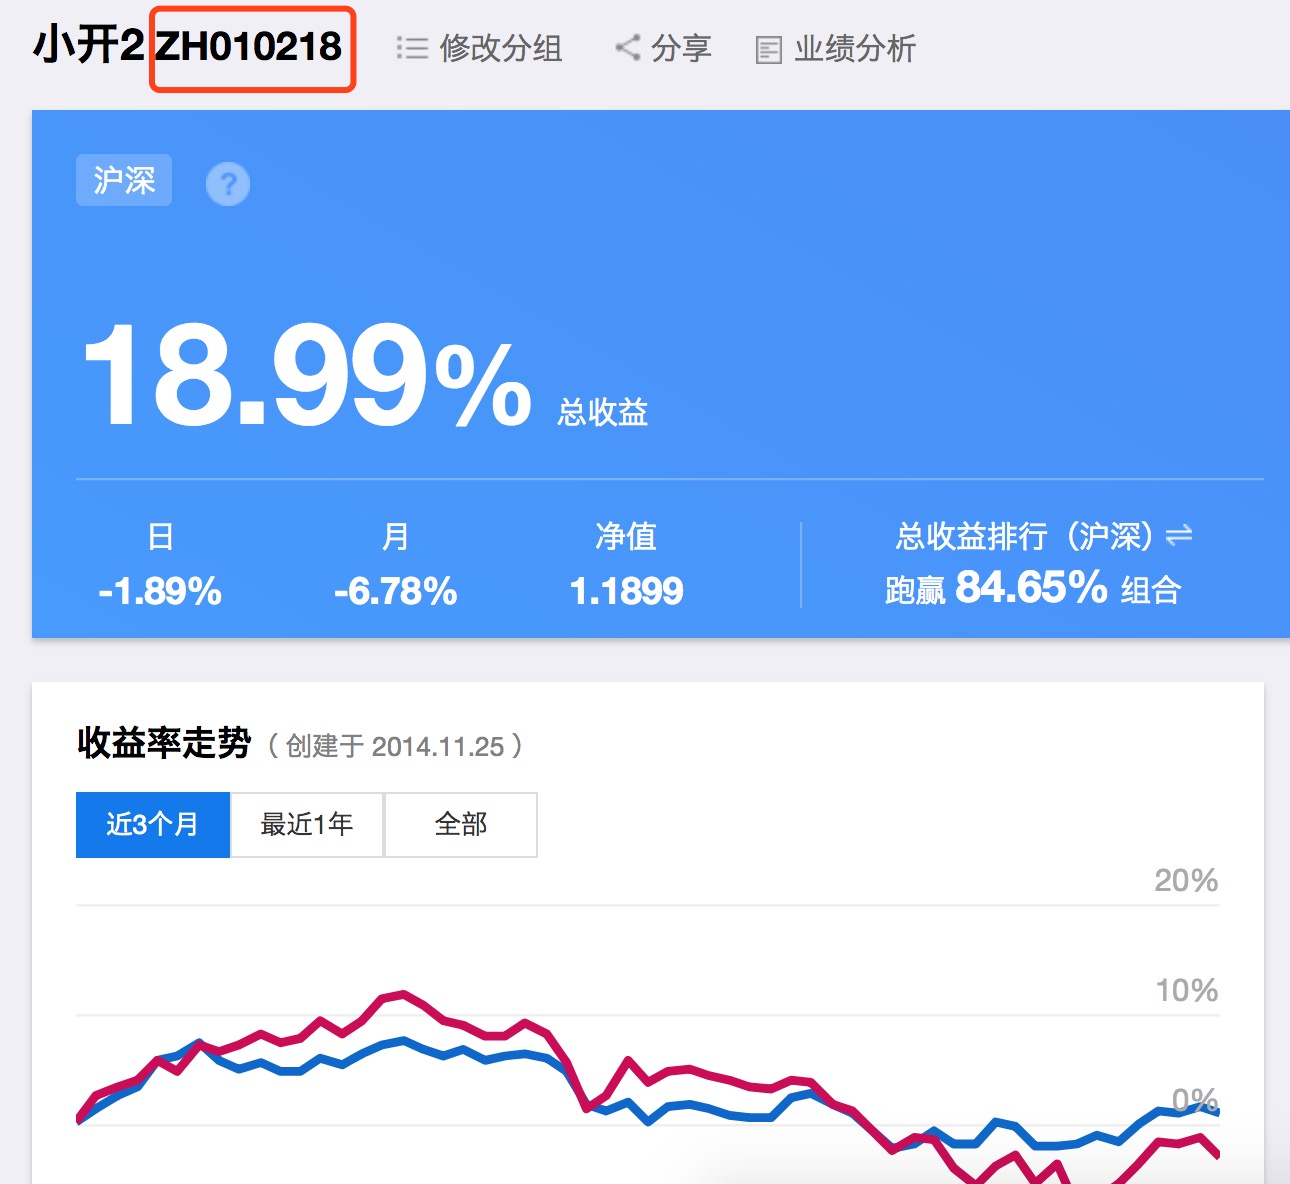 小开2 ZH010218 修改分组 分享 业绩分析
沪深 ?
18.99% 总收益
日 月 净值 总收益排行（沪深）
-1.89% -6.78% 1.1899 跑赢 84.65% 组合
收益率走势（创建于 2014.11.25）
近3个月 最近1年 全部
20%
10%
0%